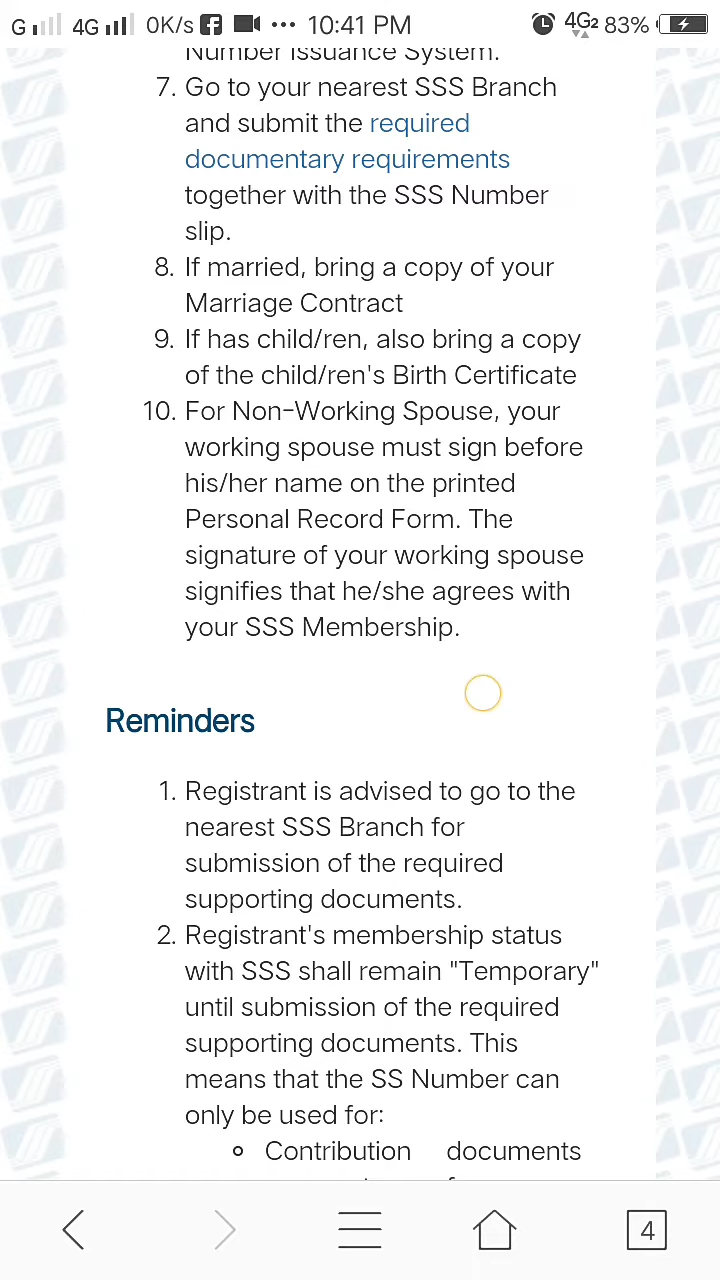 G 4G 0K/s 10:41 PM 4G2 83%
Number Issuance System.
7. Go to your nearest SSS Branch
and submit the required
documentary requirements
together with the SSS Number
slip.
8. If married, bring a copy of your
Marriage Contract
9. If has child/ren, also bring a copy
of the child/ren's Birth Certificate
10. For Non-Working Spouse, your
working spouse must sign before
his/her name on the printed
Personal Record Form. The
signature of your working spouse
signifies that he/she agrees with
your SSS Membership.
Reminders
1. Registrant is advised to go to the
nearest SSS Branch for
submission of the required
supporting documents.
2. Registrant's membership status
with SSS shall remain "Temporary"
until submission of the required
supporting documents. This
means that the SS Number can
only be used for:
Contribution documents
4